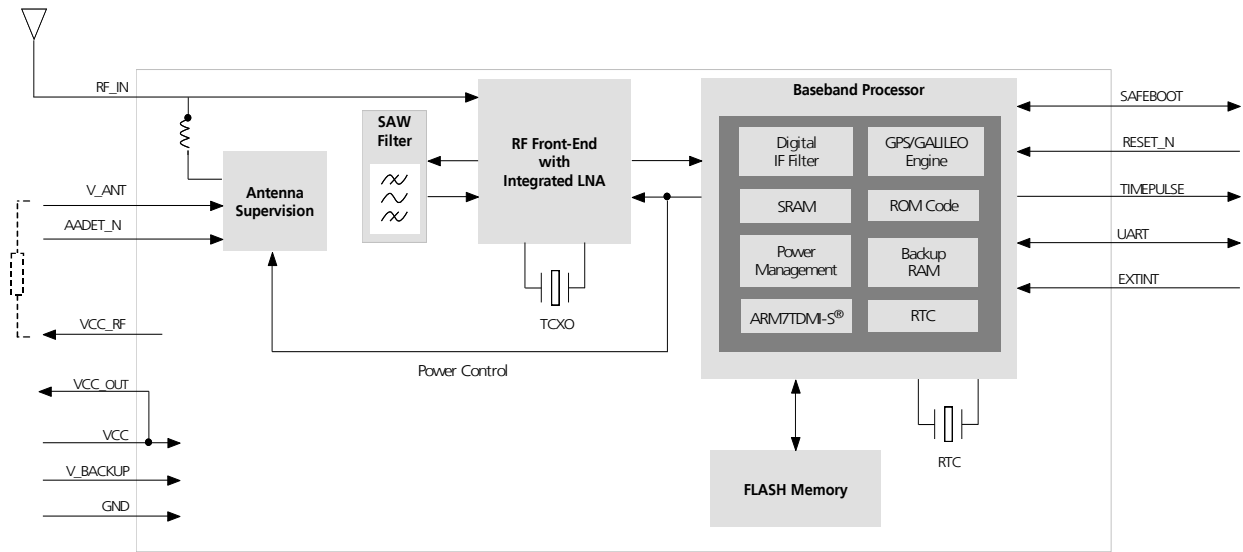 RF_IN
V_ANT
AADET_N
VCC_RF
VCC_OUT
VCC
V_BACKUP
GND
Antenna
Supervision
SAW
Filter
RF Front-End
with
Integrated LNA
TCXO
Power Control
Baseband Processor
Digital
IF Filter
GPS/GALILEO
Engine
SRAM
ROM Code
Power
Management
Backup
RAM
ARM7TDMI-S®
RTC
RTC
FLASH Memory
SAFEBOOT
RESET_N
TIMEPULSE
UART
EXTINT